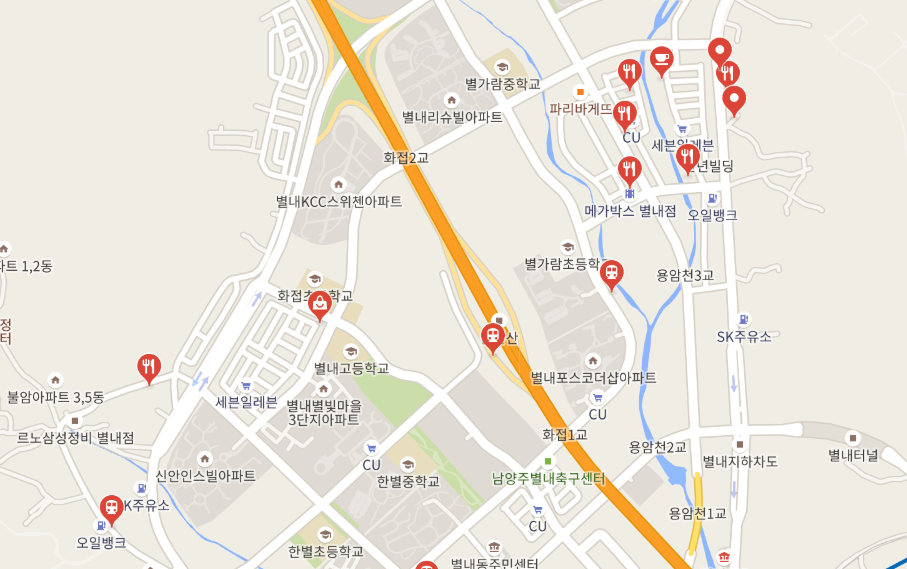 별가람중학교
파리바게뜨
별내리슈빌아파트
CU
세븐일레븐
화접2교
년빌딩
별내KCC스위첸아파트
메가박스 별내점
오일뱅크
파트 1,2동
별가람초등학교
용암천3교
화접초등학교
정
터
산
SK주유소
별내고등학교
별내포스코더샵아파트
불암아파트 3,5동
세븐일레븐
별내별빛마을
3단지아파트
CU
르노삼성정비 별내점
화접1교
용암천2교
별내지하차도
별내터널
CU
신안인스빌아파트
한별중학교
남양주별내축구센터
K주유소
용암천1교
CU
오일뱅크
한별초등학교
별내동주민센터